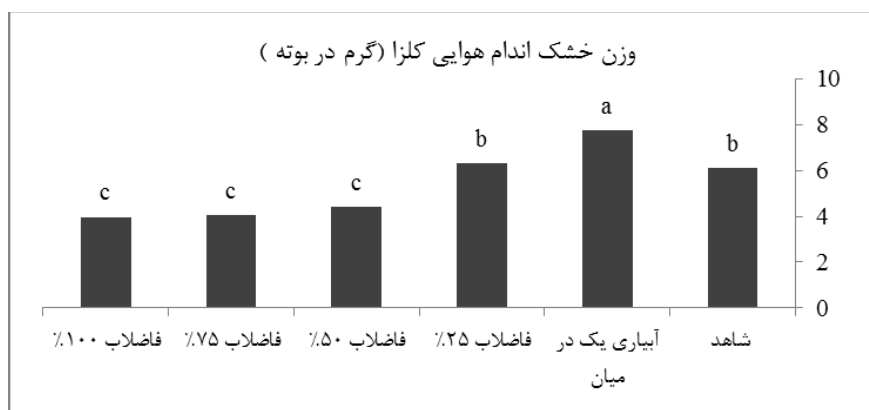 وزن خشک اندام هوایی کلزا (گرم در بوته )
10
8
6
4
2
0
b
a
b
c
c
c
شاهد
آبیاری یک در
میان
فاضلاب ۲۵٪
فاضلاب ۵۰٪
فاضلاب ۷۵٪
فاضلاب ۱۰۰٪